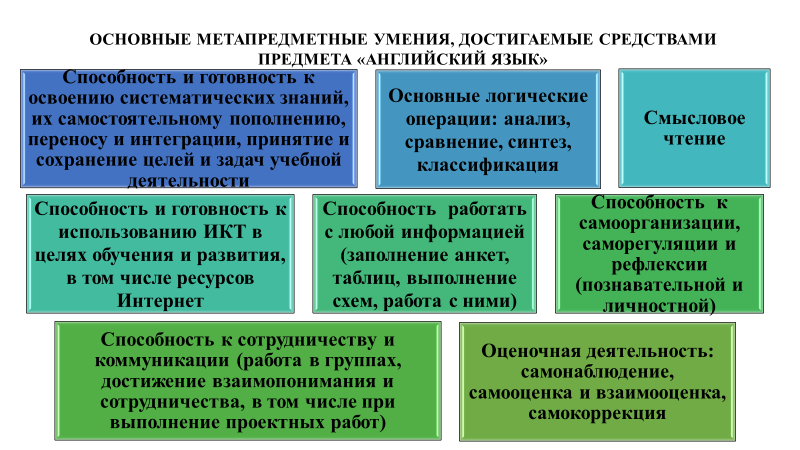 ОСНОВНЫЕ МЕТАПРЕДМЕТНЫЕ УМЕНИЯ, ДОСТИГАЕМЫЕ СРЕДСТВАМИ
ПРЕДМЕТА «АНГЛИЙСКИЙ ЯЗЫК»
Способность и готовность к
освоению систематических знаний,
их самостоятельному пополнению,
переносу и интеграции, принятие и
сохранение целей и задач учебной
деятельности
Основные логические
операции: анализ,
сравнение, синтез,
классификация
Смысловое
чтение
Способность и готовность к
использованию ИКТ в
целях обучения и развития,
в том числе ресурсов
Интернет
Способность работать
с любой информацией
(заполнение анкет,
таблиц, выполнение
схем, работа с ними)
Способность к
самоорганизации,
саморегуляции и
рефлексии
(познавательной и
личностной)
Способность к сотрудничеству и
коммуникации (работа в группах,
достижение взаимопонимания и
сотрудничества, в том числе при
выполнение проектных работ)
Оценочная деятельность:
самонаблюдение,
самооценка и взаимооценка,
самокоррекция